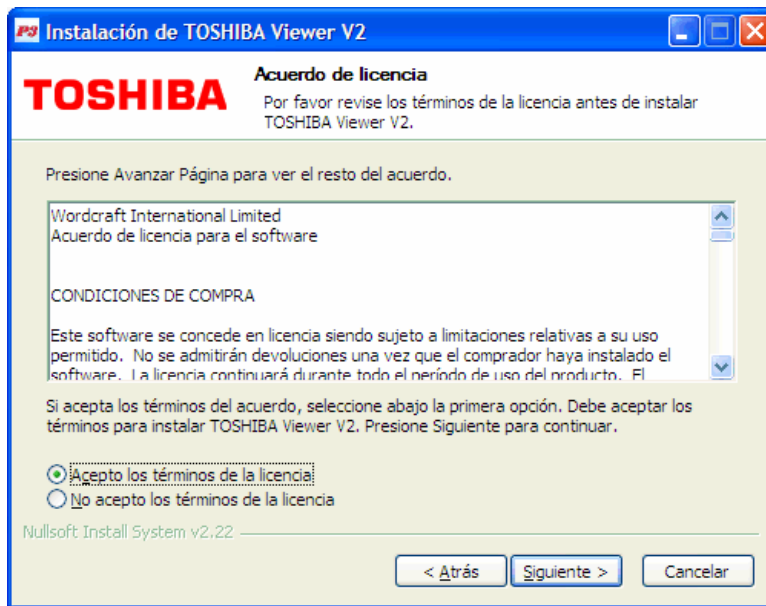 P3 Instalación de TOSHIBA Viewer V2
TOSHIBA
Acuerdo de licencia
Por favor revise los términos de la licencia antes de instalar
TOSHIBA Viewer V2.
Presione Avanzar Página para ver el resto del acuerdo.
Wordcraft International Limited
Acuerdo de licencia para el software
CONDICIONES DE COMPRA
Este software se concede en licencia siendo sujeto a limitaciones relativas a su uso
permitido. No se admitirán devoluciones una vez que el comprador haya instalado el
software. La licencia continuará durante todo el período de uso del producto. El
Si acepta los términos del acuerdo, seleccione abajo la primera opción. Debe aceptar los
términos para instalar TOSHIBA Viewer V2. Presione Siguiente para continuar.
Acepto los términos de la licencia
No acepto los términos de la licencia
Nullsoft Install System v2.22
< Atrás
Siguiente >
Cancelar